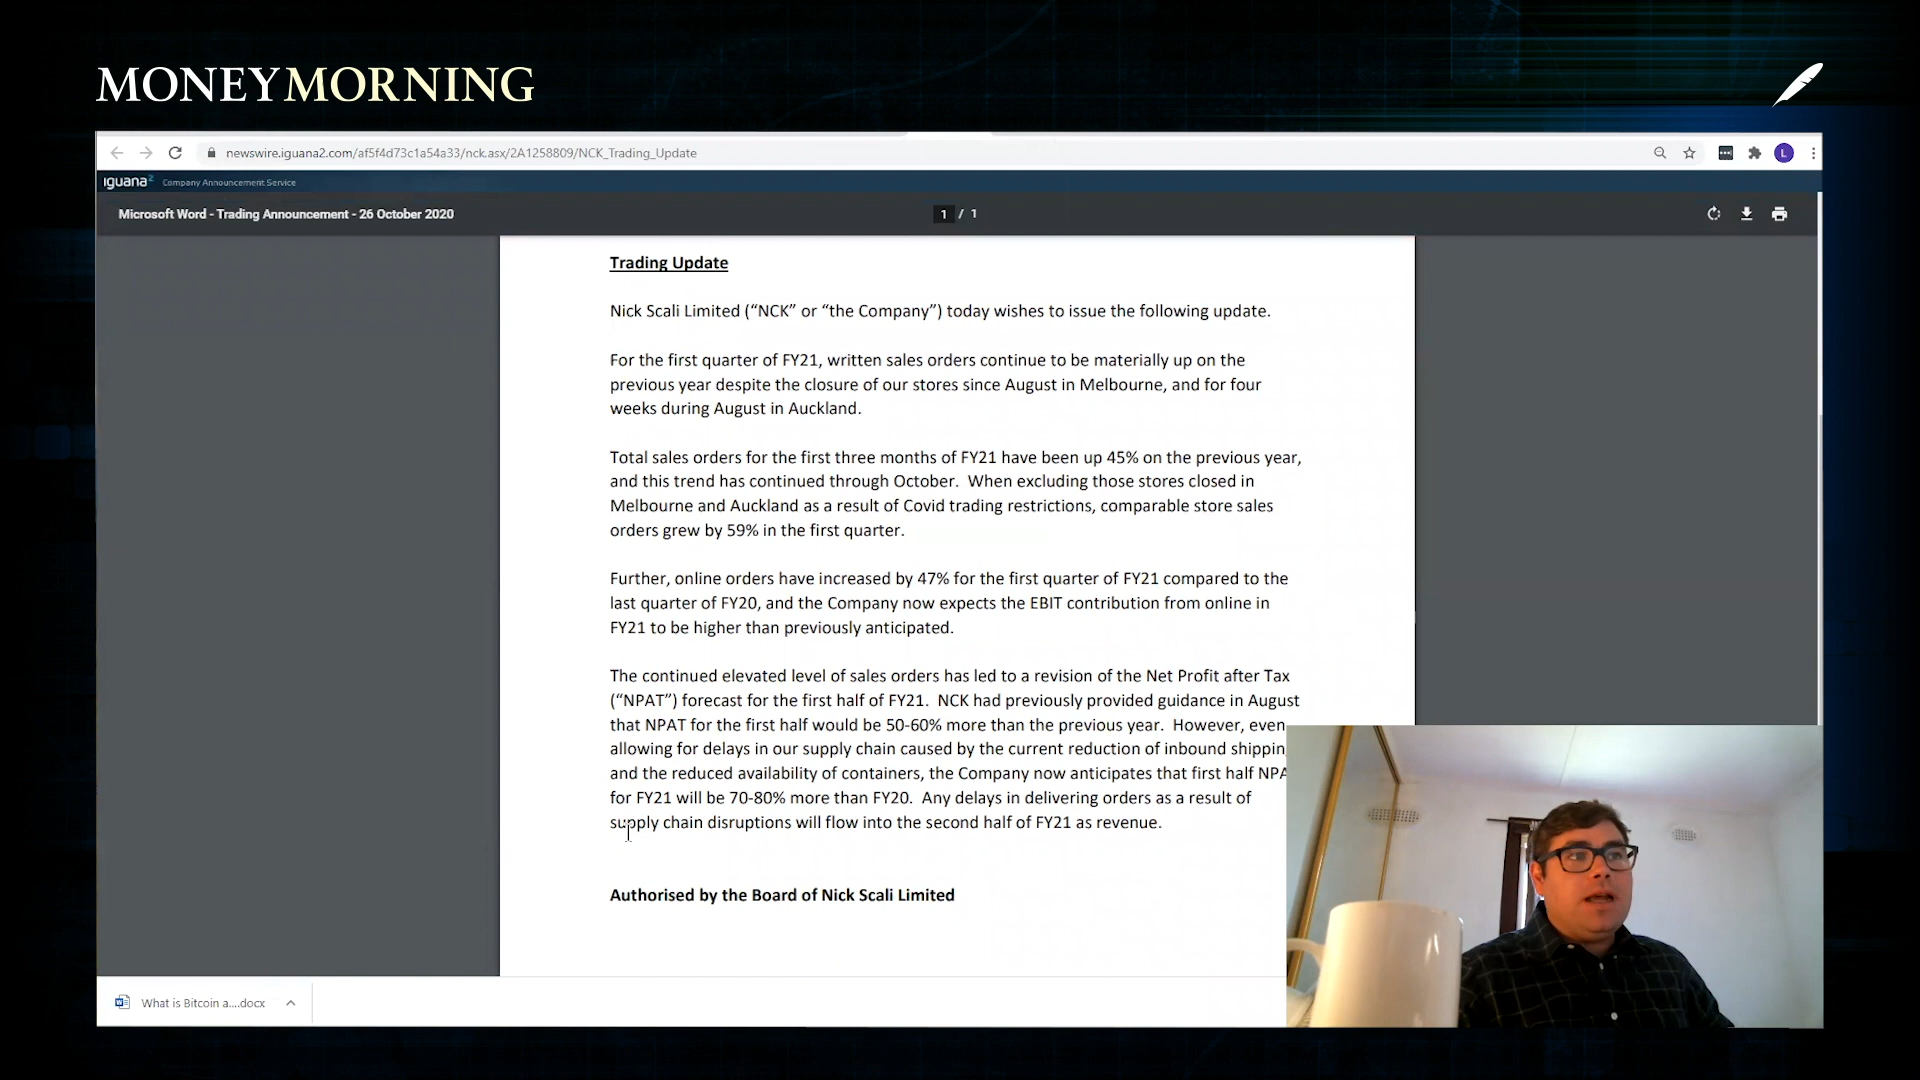 MONEYMORNING
newswire.iguana2.com/af5f4d73c1a54a33/nck.asx/2A1258809/NCK_Trading_Update
L
iguana2 Company Announcement Service
Microsoft Word - Trading Announcement - 26 October 2020
1 / 1
Trading Update
Nick Scali Limited (“NCK” or “the Company”) today wishes to issue the following update.
For the first quarter of FY21, written sales orders continue to be materially up on the
previous year despite the closure of our stores since August in Melbourne, and for four
weeks during August in Auckland.
Total sales orders for the first three months of FY21 have been up 45% on the previous year,
and this trend has continued through October. When excluding those stores closed in
Melbourne and Auckland as a result of Covid trading restrictions, comparable store sales
orders grew by 59% in the first quarter.
Further, online orders have increased by 47% for the first quarter of FY21 compared to the
last quarter of FY20, and the Company now expects the EBIT contribution from online in
FY21 to be higher than previously anticipated.
The continued elevated level of sales orders has led to a revision of the Net Profit after Tax
(“NPAT”) forecast for the first half of FY21. NCK had previously provided guidance in August
that NPAT for the first half would be 50-60% more than the previous year. However, even
allowing for delays in our supply chain caused by the current reduction of inbound shippin
and the reduced availability of containers, the Company now anticipates that first half NPA
for FY21 will be 70-80% more than FY20. Any delays in delivering orders as a result of
supply chain disruptions will flow into the second half of FY21 as revenue.
Authorised by the Board of Nick Scali Limited
What is Bitcoin a....docx